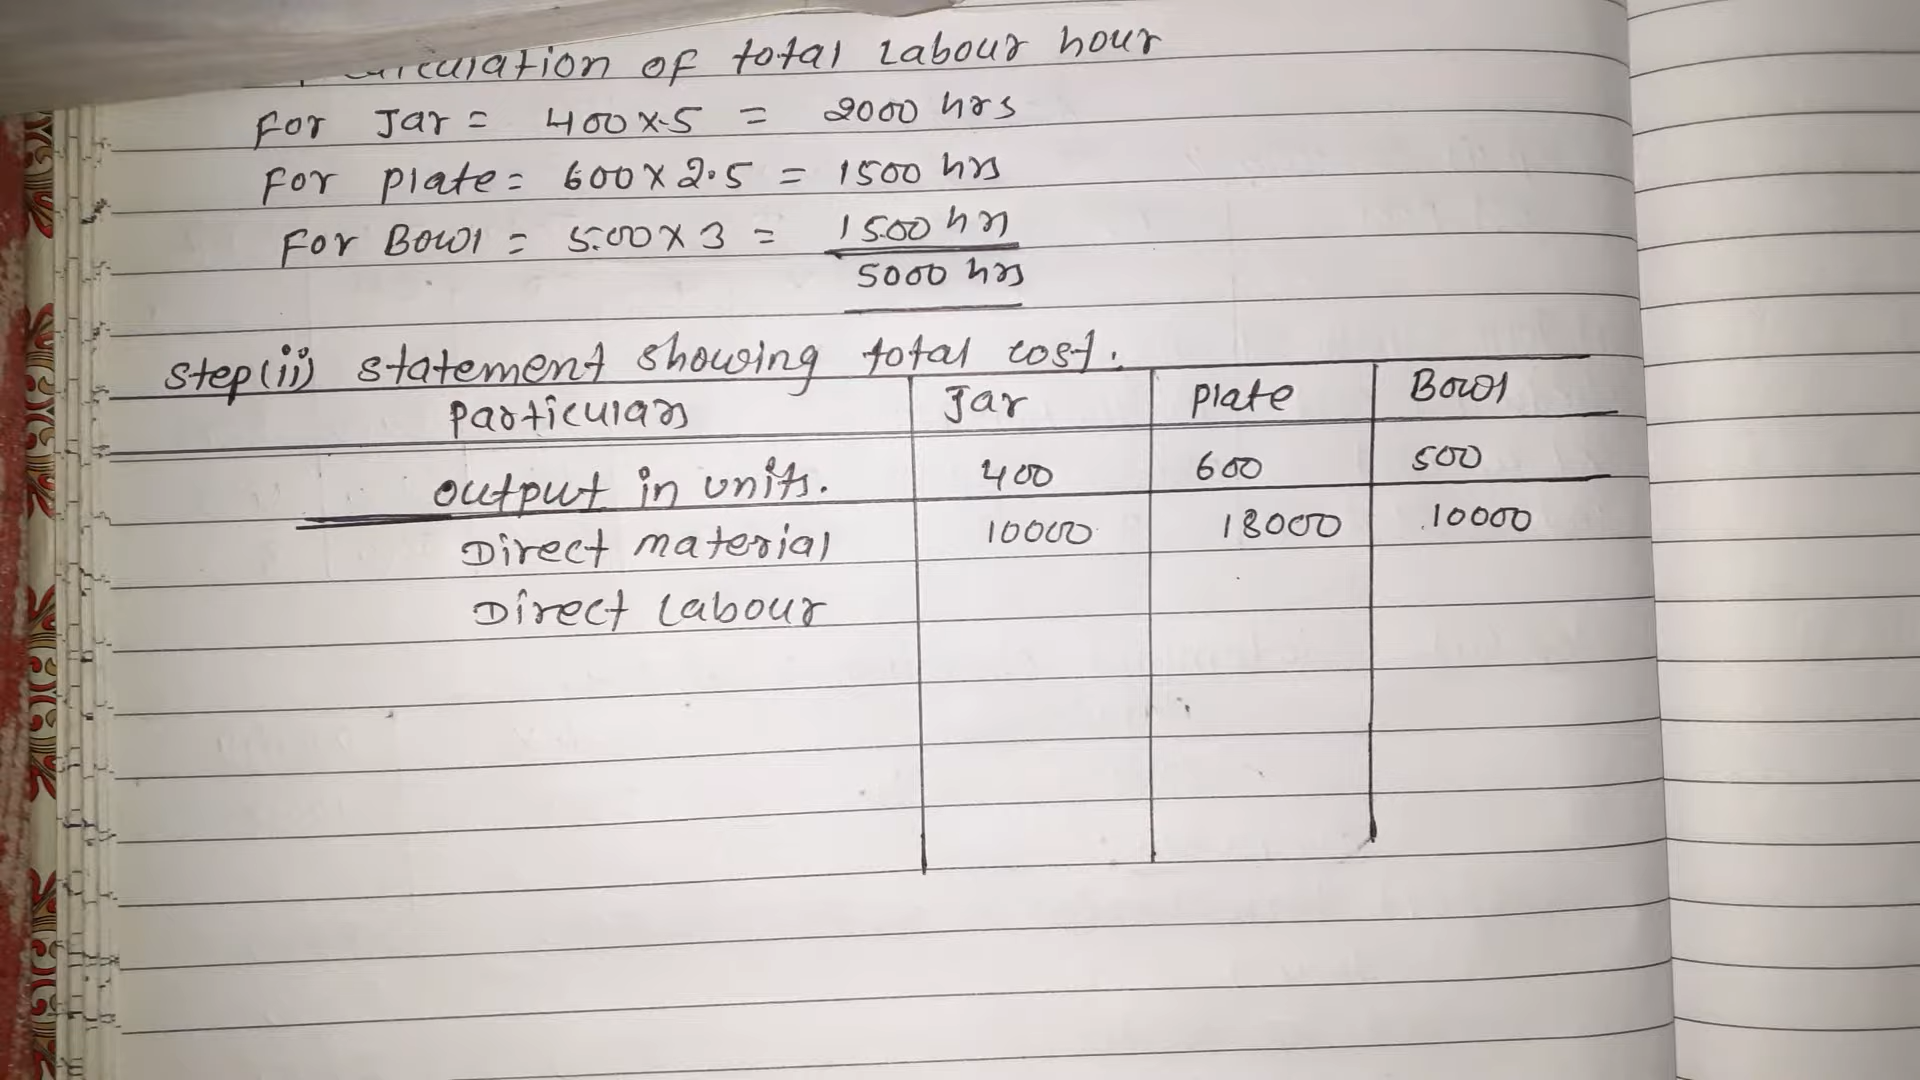 calculation of total labour hour
For Jar = 400 x 5 = 2000 hrs
For plate = 600 x 2.5 = 1500 hrs
For Bowl = 500 x 3 = 1500 hrs
5000 hrs
step(ii) statement showing total cost.
particulars Jar plate Bowl
output in units. 400 600 500
Direct material 10000 18000 10000
Direct labour